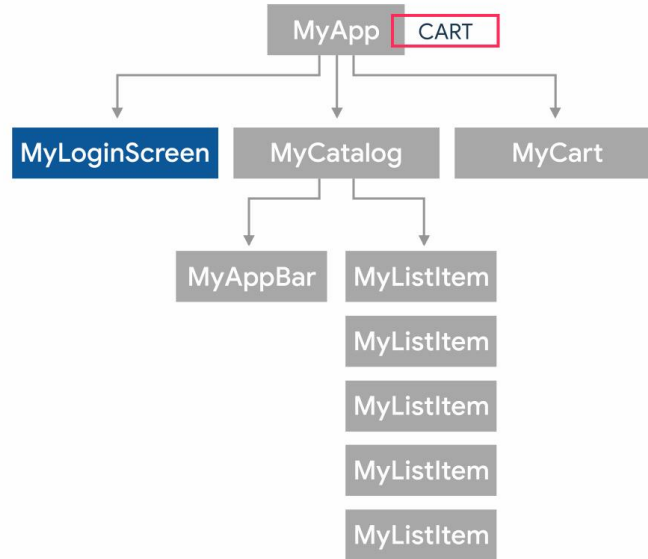 MyApp CART
MyLoginScreen MyCatalog MyCart
MyAppBar MyListItem
MyListItem
MyListItem
MyListItem
MyListItem